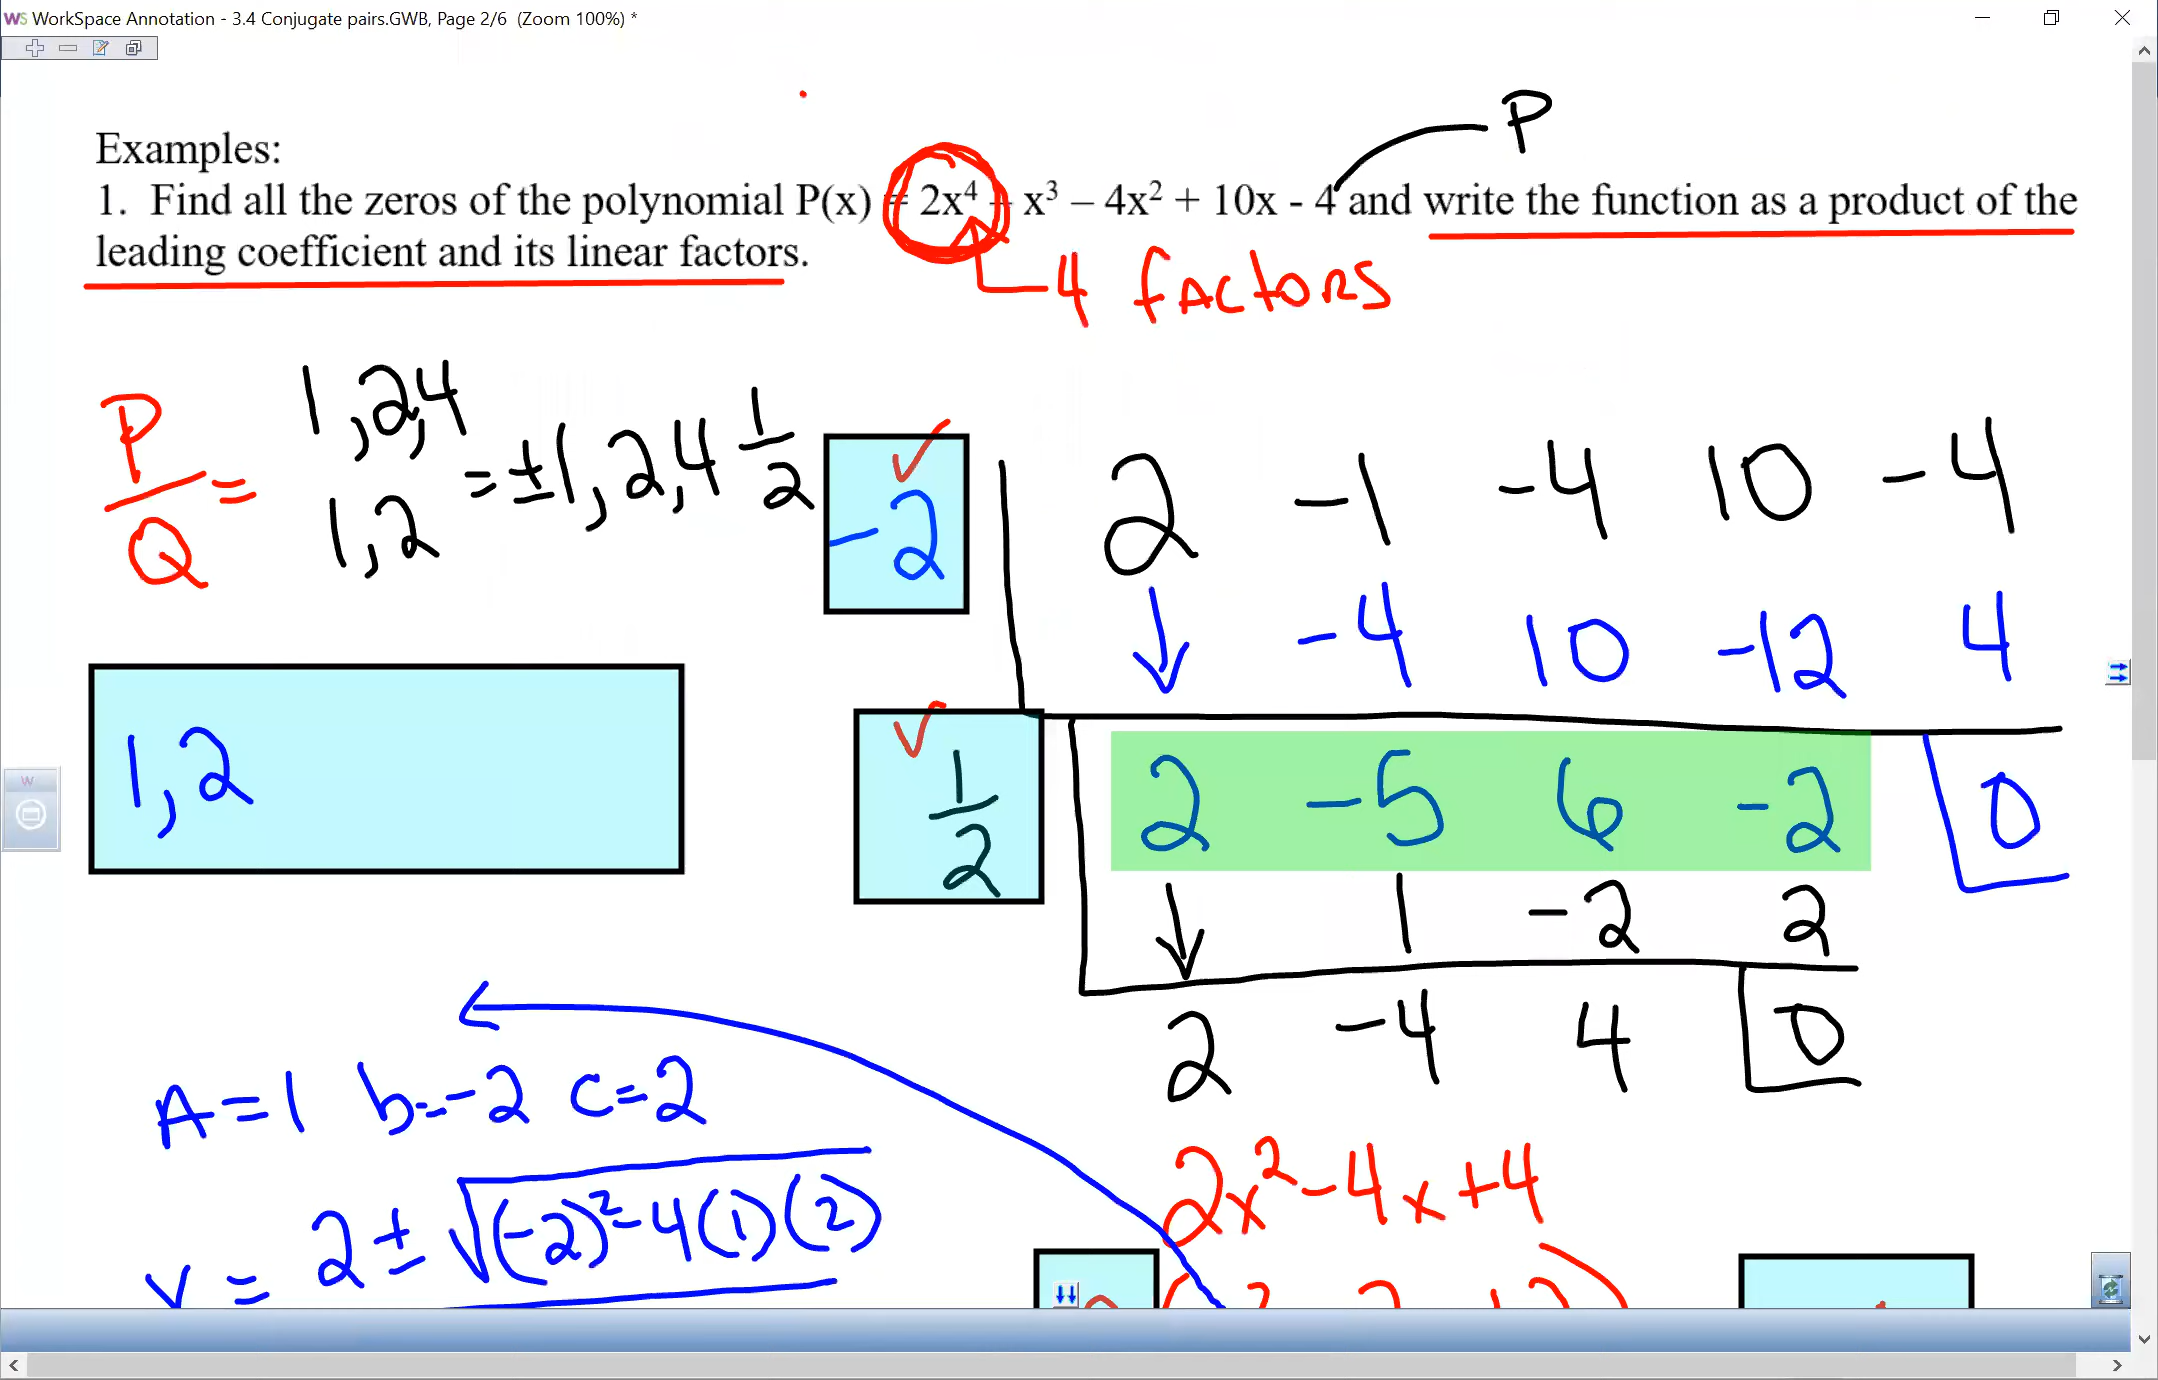 WS WorkSpace Annotation - 3.4 Conjugate pairs.GWB, Page 2/6 (Zoom 100%) *
P
Examples:
1. Find all the zeros of the polynomial P(x) = 2x⁴ - x³ – 4x² + 10x - 4 and write the function as a product of the
leading coefficient and its linear factors.
4 FACTORS
P/Q = 1,2,4 / 1,2 = ±1,2,4 1/2
-2 2 -1 -4 10 -4
-4 10 -12 4
1,2
1/2 2 -5 6 -2 0
1 -2 2
2 -4 4 0
A=1 b=-2 c=2
2x²-4x+4
= 2 ± √(-2)²-4(1)(2)
W